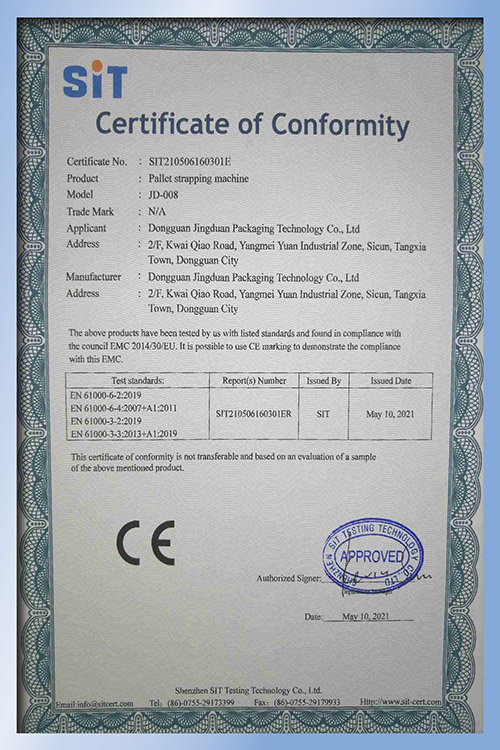 SiT
Certificate of Conformity
Certificate No. : SIT210506160301E
Product : Pallet strapping machine
Model : JD-008
Trade Mark : N/A
Applicant : Dongguan Jingduan Packaging Technology Co., Ltd
Address : 2/F, Kwai Qiao Road, Yangmei Yuan Industrial Zone, Sicun, Tangxia
Town, Dongguan City
Manufacturer : Dongguan Jingduan Packaging Technology Co., Ltd
Address : 2/F, Kwai Qiao Road, Yangmei Yuan Industrial Zone, Sicun, Tangxia
Town, Dongguan City
The above products have been tested by us with listed standards and found in compliance with
the council EMC 2014/30/EU. It is possible to use CE marking to demonstrate the compliance
with this EMC.
Test standards: Report(s) Number Issued By Issued Date
EN 61000-6-2:2019
EN 61000-6-4:2007+A1:2011
EN 61000-3-2:2019
EN 61000-3-3:2013+A1:2019
SIT210506160301ER SIT May 10, 2021
This certificate of conformity is not transferable and based on an evaluation of a sample
of the above mentioned product.
CE
SHENZHEN SIT TESTING TECHNOLOGY CO., LTD
APPROVED
Authorized Signer:
Date: May 10, 2021
Shenzhen SIT Testing Technology Co., Ltd.
Email:info@sitcert.com Tel: (86)-0755-29173399 Fax: (86)-0755-29179933 Http://www.sit-cert.com